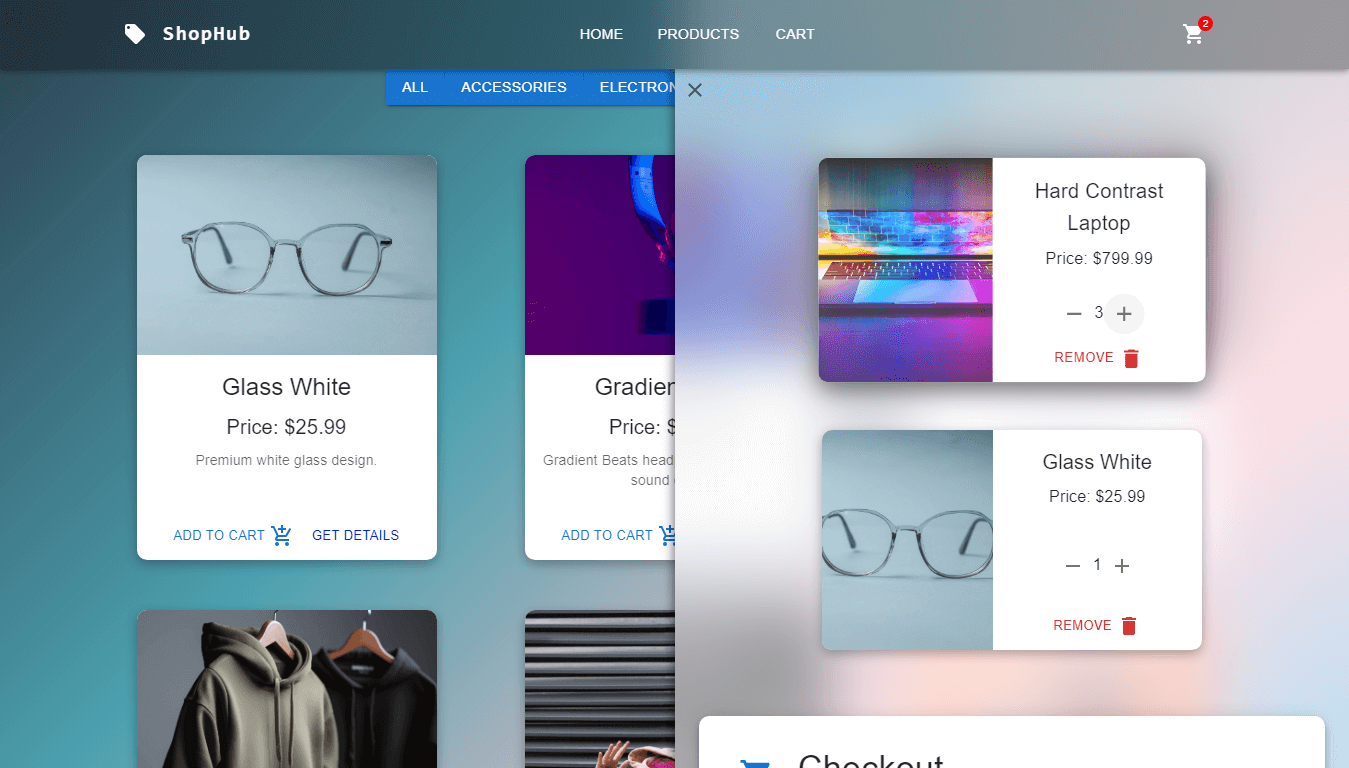 ShopHub
HOME
PRODUCTS
CART
2
ALL
ACCESSORIES
Glass White
Price: $25.99
Premium white glass design.
ADD TO CART
GET DETAILS
Price: $
Gradient Beats head
sound
ADD TO CART
Hard Contrast
Laptop
Price: $799.99
3
REMOVE
Glass White
Price: $25.99
1
REMOVE
Checkout